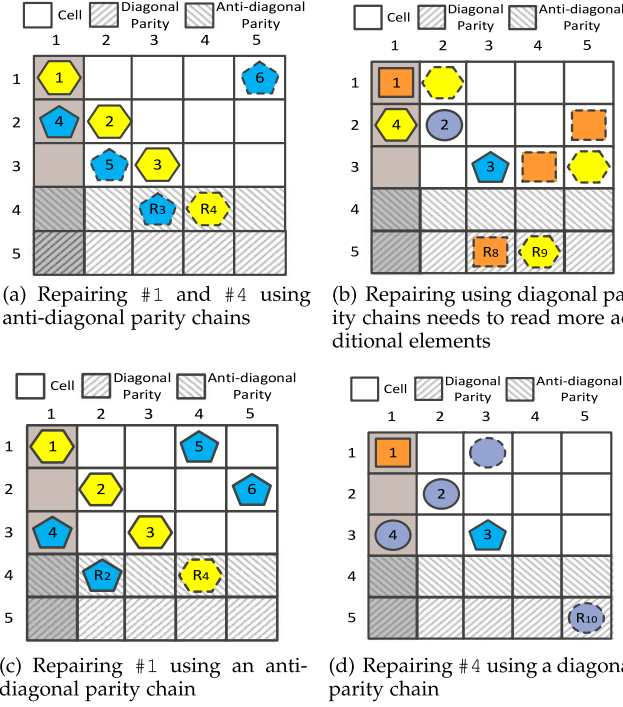 Cell Diagonal Parity Anti-diagonal Parity
1 2 3 4 5
1 1 6
2 4 2
3 5 3
4 R3 R4
5
(a) Repairing #1 and #4 using
anti-diagonal parity chains
Cell Diagonal Parity Anti-diagonal Parity
1 2 3 4 5
1 1
2 4 2
3 3
4
5 R8 R9
(b) Repairing using diagonal pa
ity chains needs to read more a
ditional elements
Cell Diagonal Parity Anti-diagonal Parity
1 2 3 4 5
1 1 5
2 2 6
3 4 3
4 R2 R4
5
(c) Repairing #1 using an anti-
diagonal parity chain
Cell Diagonal Parity Anti-diagonal Parity
1 2 3 4 5
1 1
2 2
3 4 3
4
5 R10
(d) Repairing #4 using a diagona
parity chain